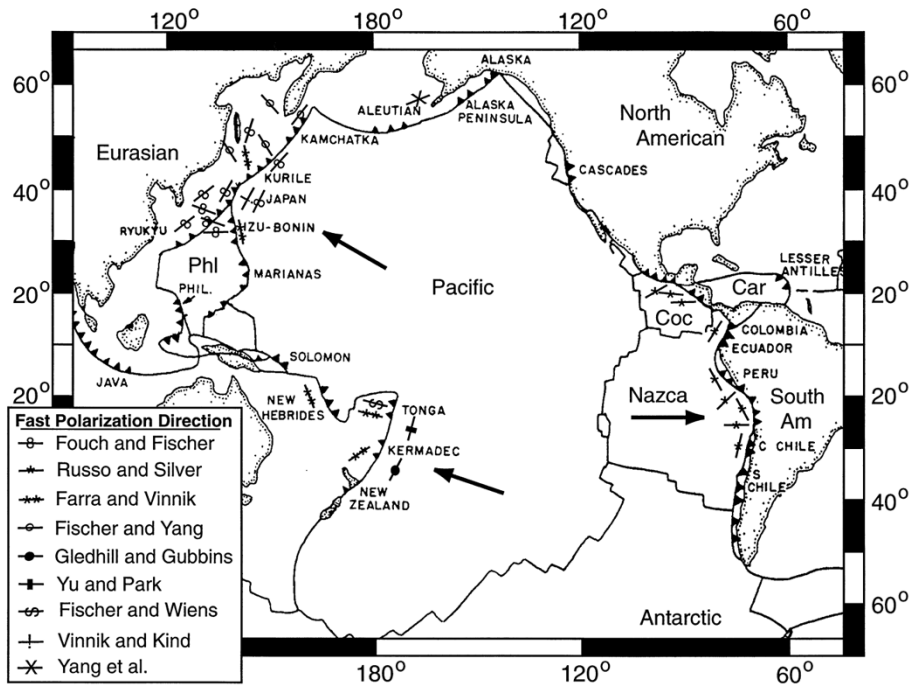 120° 180° 120° 60°
60° 60°
ALASKA
ALEUTIAN
ALASKA
PENINSULA
North
American
Eurasian
KAMCHATKA
KURILE
CASCADES
40° 40°
JAPAN
RYUKYU
IZU-BONIN
LESSER
ANTILLES
Phl
MARIANAS
Pacific
Car
PHIL.
20° 20°
Coc
COLOMBIA
ECUADOR
SOLOMON
PERU
JAVA
20° 20°
NEW
HEBRIDES
Nazca
South
Am
TONGA
KERMADEC
C CHILE
NEW
ZEALAND
S
CHILE
40°
Antarctic
60°
Fast Polarization Direction
Fouch and Fischer
Russo and Silver
Farra and Vinnik
Fischer and Yang
Gledhill and Gubbins
Yu and Park
Fischer and Wiens
Vinnik and Kind
Yang et al.
180° 120° 60°